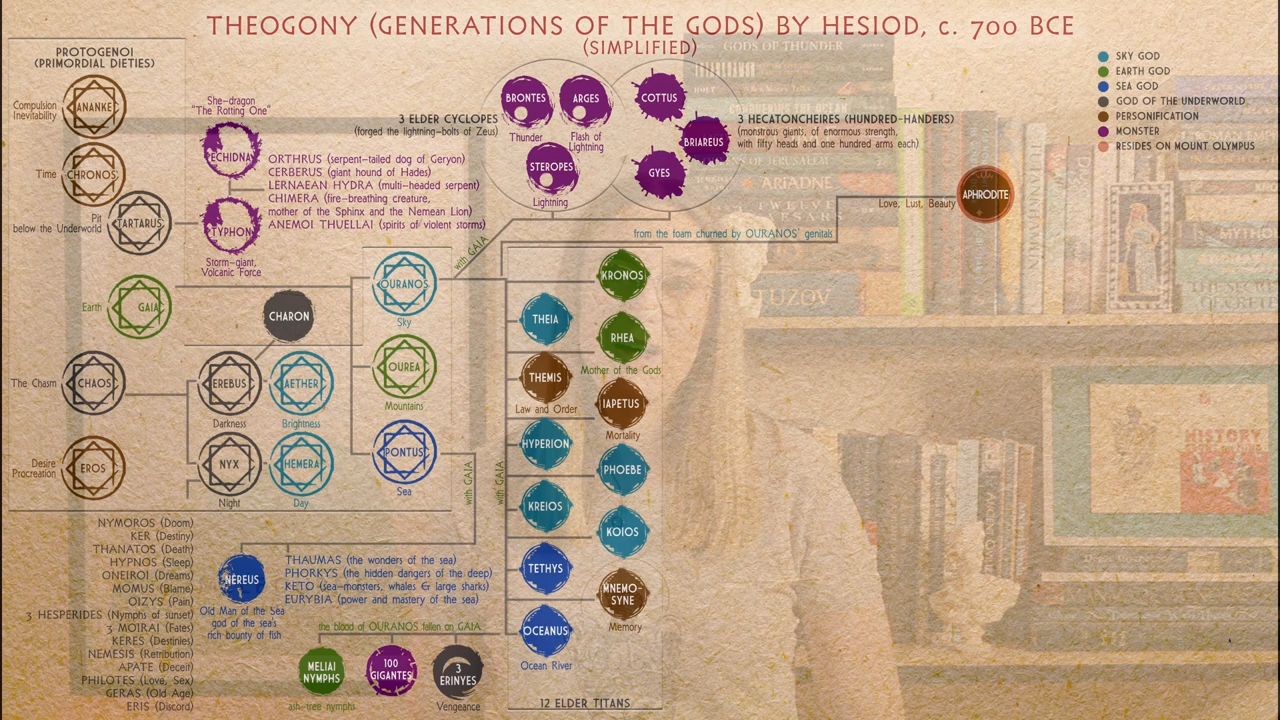 THEOGONY (GENERATIONS OF THE GODS) BY HESIOD, c. 700 BCE
(SIMPLIFIED)
PROTOGENOI
(PRIMORDIAL DIETIES)
Compulsion
Inevitability
ANANKE
Time
CHRONOS
Pit
below the Underworld
TARTARUS
Earth
GAIA
The Chasm
CHAOS
Desire
Procreation
EROS
She-dragon
"The Rotting One"
ECHIDNA
TYPHON
Storm-giant,
Volcanic Force
ORTHRUS (serpent-tailed dog of Geryon)
CERBERUS (giant hound of Hades)
LERNAEAN HYDRA (multi-headed serpent)
CHIMERA (fire-breathing creature,
mother of the Sphinx and the Nemean Lion)
ANEMOI THUELLAI (spirits of violent storms)
CHARON
EREBUS
Darkness
AETHER
Brightness
NYX
Night
HEMERA
Day
OURANOS
Sky
OUREA
Mountains
PONTUS
Sea
3 ELDER CYCLOPES
(forged the lightning-bolts of Zeus)
BRONTES
Thunder
ARGES
Flash of
Lightning
STEROPES
Lightning
COTTUS
BRIAREUS
GYES
3 HECATONCHEIRES (HUNDRED-HANDERS)
(monstrous giants, of enormous strength,
with fifty heads and one hundred arms each)
SKY GOD
EARTH GOD
SEA GOD
GOD OF THE UNDERWORLD
PERSONIFICATION
MONSTER
RESIDES ON MOUNT OLYMPUS
Love, Lust, Beauty
APHRODITE
from the foam churned by OURANOS' genitals
with GAIA
with GAIA
with GAIA
KRONOS
THEIA
RHEA
Mother of the Gods
THEMIS
Law and Order
IAPETUS
Mortality
HYPERION
PHOEBE
KREIOS
KOIOS
TETHYS
MNEMO-
SYNE
Memory
OCEANUS
Ocean River
12 ELDER TITANS
NYMOROS (Doom)
KER (Destiny)
THANATOS (Death)
HYPNOS (Sleep)
ONEIROI (Dreams)
MOMUS (Blame)
OIZYS (Pain)
3 HESPERIDES (Nymphs of sunset)
3 MOIRAI (Fates)
KERES (Destinies)
NEMESIS (Retribution)
APATE (Deceit)
PHILOTES (Love, Sex)
GERAS (Old Age)
ERIS (Discord)
NEREUS
Old Man of the Sea
god of the sea's
rich bounty of fish
THAUMAS (the wonders of the sea)
PHORKYS (the hidden dangers of the deep)
KETO (sea-monsters, whales & large sharks)
EURYBIA (power and mastery of the sea)
the blood of OURANOS fallen on GAIA
MELIAI
NYMPHS
ash-tree nymphs
100
GIGANTES
3
ERINYES
Vengeance
GODS OF THUNDER
CONQUERING THE OCEAN
ARIADNE
TWELVE
CAESARS
TUZOV
HISTORY